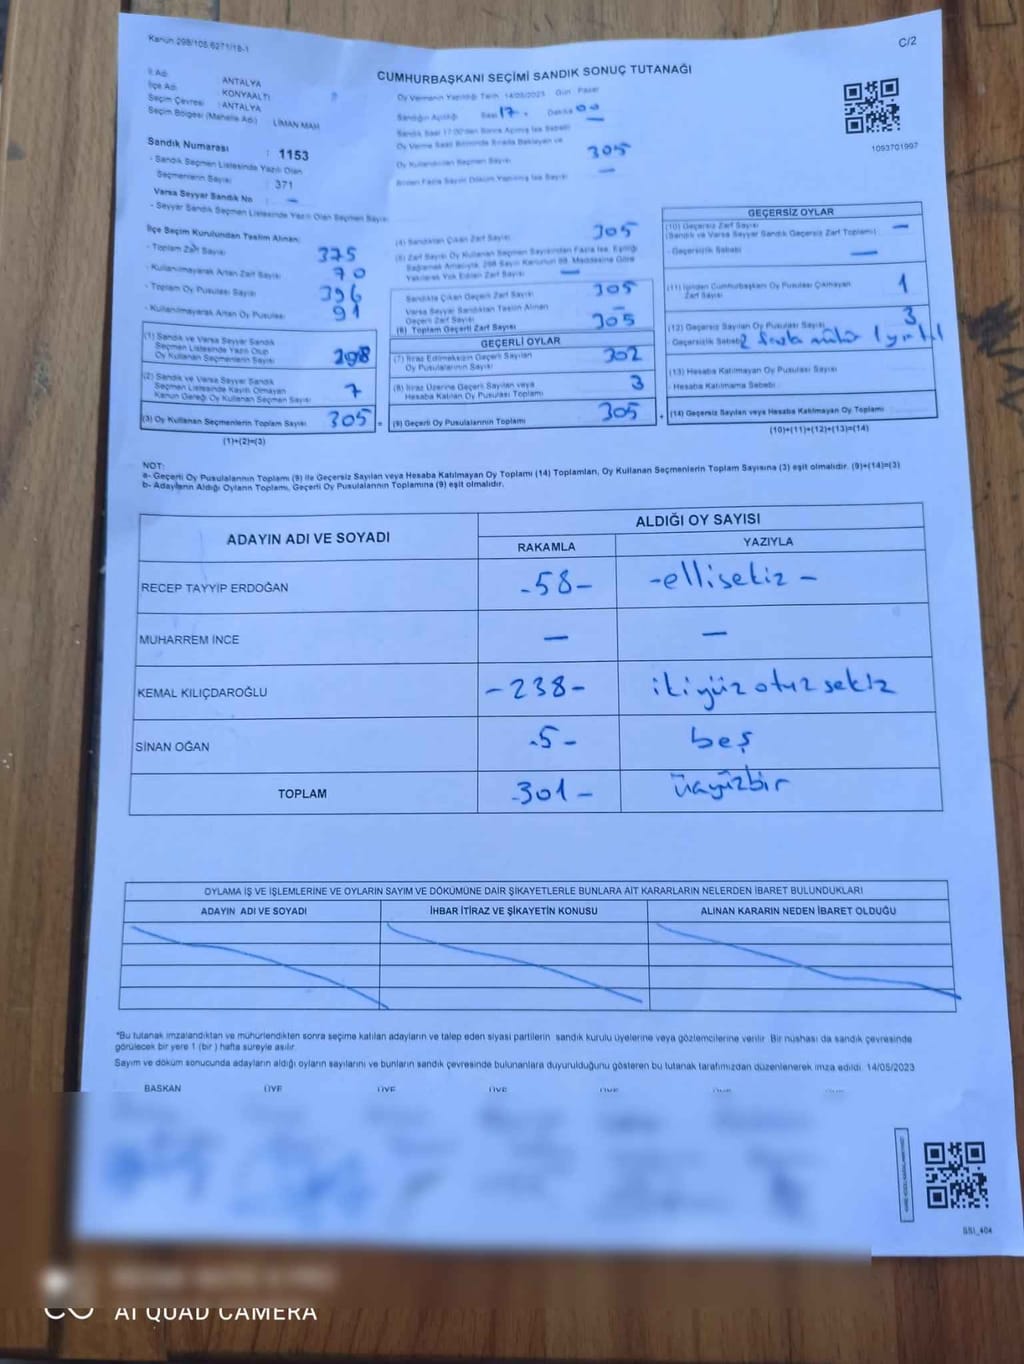 Kanun 298/105 6271/18-1
C/2
CUMHURBAŞKANI SEÇİMİ SANDIK SONUÇ TUTANAĞI
İl Adı : ANTALYA
İlçe Adı : KONYAALTI
Seçim Çevresi : ANTALYA
Seçim Bölgesi (Mahalle Adı) : LİMAN MAH
Oy Vermenin Yapıldığı Tarih 14/05/2023 Gün Pazar
Sandığın Açıldığı Saat 17 Dakika 00
Sandık Saat 17:00'den Sonra Açılmış İse Sebebi
Oy Verme Saati Bitiminde Sırada Bekleyen ve
Oy Kullandırılan Seçmen Sayısı 305
Birden Fazla Sayım Döküm Yapılmış İse Sayısı —
1093701997
Sandık Numarası : 1153
- Sandık Seçmen Listesinde Yazılı Olan
Seçmenlerin Sayısı : 371
Varsa Seyyar Sandık No : —
- Seyyar Sandık Seçmen Listesinde Yazılı Olan Seçmen Sayısı
İlçe Seçim Kurulundan Teslim Alınan:
- Toplam Zarf Sayısı 375
- Kullanılmayarak Artan Zarf Sayısı 70
- Toplam Oy Pusulası Sayısı 396
- Kullanılmayarak Artan Oy Pusulası 91
(1) Sandık ve Varsa Seyyar Sandık
Seçmen Listesinde Yazılı Olup
Oy Kullanan Seçmenlerin Sayısı 298
(2) Sandık ve Varsa Seyyar Sandık
Seçmen Listesinde Kayıtlı Olmayan
Kanun Gereği Oy Kullanan Seçmen Sayısı 7
(3) Oy Kullanan Seçmenlerin Toplam Sayısı 305 =
(1)+(2)=(3)
(4) Sandıktan Çıkan Zarf Sayısı 305
(5) Zarf Sayısı Oy Kullanan Seçmen Sayısından Fazla İse, Eşitliği
Sağlamak Amacıyla, 298 Sayılı Kanunun 98. Maddesine Göre
Yakılarak Yok Edilen Zarf Sayısı —
Sandıkta Çıkan Geçerli Zarf Sayısı 305
Varsa Seyyar Sandıktan Teslim Alınan
Geçerli Zarf Sayısı —
(6) Toplam Geçerli Zarf Sayısı 305
GEÇERLİ OYLAR
(7) İtiraz Edilmeksizin Geçerli Sayılan
Oy Pusulalarının Sayısı 302
(8) İtiraz Üzerine Geçerli Sayılan veya
Hesaba Katılan Oy Pusulası Toplamı 3
(9) Geçerli Oy Pusulalarının Toplamı 305 +
GEÇERSİZ OYLAR
(10) Geçersiz Zarf Sayısı
(Sandık ve Varsa Seyyar Sandık Geçersiz Zarf Toplamı) —
- Geçersizlik Sebebi —
(11) İçinden Cumhurbaşkanı Oy Pusulası Çıkmayan
Zarf Sayısı 1
(12) Geçersiz Sayılan Oy Pusulası Sayısı 3
- Geçersizlik Sebebi 2 fazla mühür 1 yırtık
(13) Hesaba Katılmayan Oy Pusulası Sayısı
- Hesaba Katılmama Sebebi
(14) Geçersiz Sayılan veya Hesaba Katılmayan Oy Toplamı
(10)+(11)+(12)+(13)=(14)
NOT:
a- Geçerli Oy Pusulalarının Toplamı (9) ile Geçersiz Sayılan veya Hesaba Katılmayan Oy Toplamı (14) Toplamları, Oy Kullanan Seçmenlerin Toplam Sayısına (3) eşit olmalıdır. (9)+(14)=(3)
b- Adayların Aldığı Oyların Toplamı, Geçerli Oy Pusulalarının Toplamına (9) eşit olmalıdır.
ADAYIN ADI VE SOYADI
ALDIĞI OY SAYISI
RAKAMLA YAZIYLA
RECEP TAYYİP ERDOĞAN -58- -ellisekiz-
MUHARREM İNCE — —
KEMAL KILIÇDAROĞLU -238- ikiyüzotuzsekiz
SİNAN OĞAN -5- beş
TOPLAM -301- üçyüzbir
OYLAMA İŞ VE İŞLEMLERİNE VE OYLARIN SAYIM VE DÖKÜMÜNE DAİR ŞİKAYETLERLE BUNLARA AİT KARARLARIN NELERDEN İBARET BULUNDUKLARI
ADAYIN ADI VE SOYADI İHBAR İTİRAZ VE ŞİKAYETİN KONUSU ALINAN KARARIN NEDEN İBARET OLDUĞU
*Bu tutanak imzalandıktan ve mühürlendikten sonra seçime katılan adayların ve talep eden siyasi partilerin sandık kurulu üyelerine veya gözlemcilerine verilir. Bir nüshası da sandık çevresinde
görülecek bir yere 1 (bir) hafta süreyle asılır.
Sayım ve döküm sonucunda adayların aldığı oyların sayılarını ve bunların sandık çevresinde bulunanlara duyurulduğunu gösteren bu tutanak tarafımızdan düzenlenerek imza edildi. 14/05/2023
BAŞKAN ÜYE ÜYE ÜYE ÜYE ÜYE
SS1_404
AI QUAD CAMERA